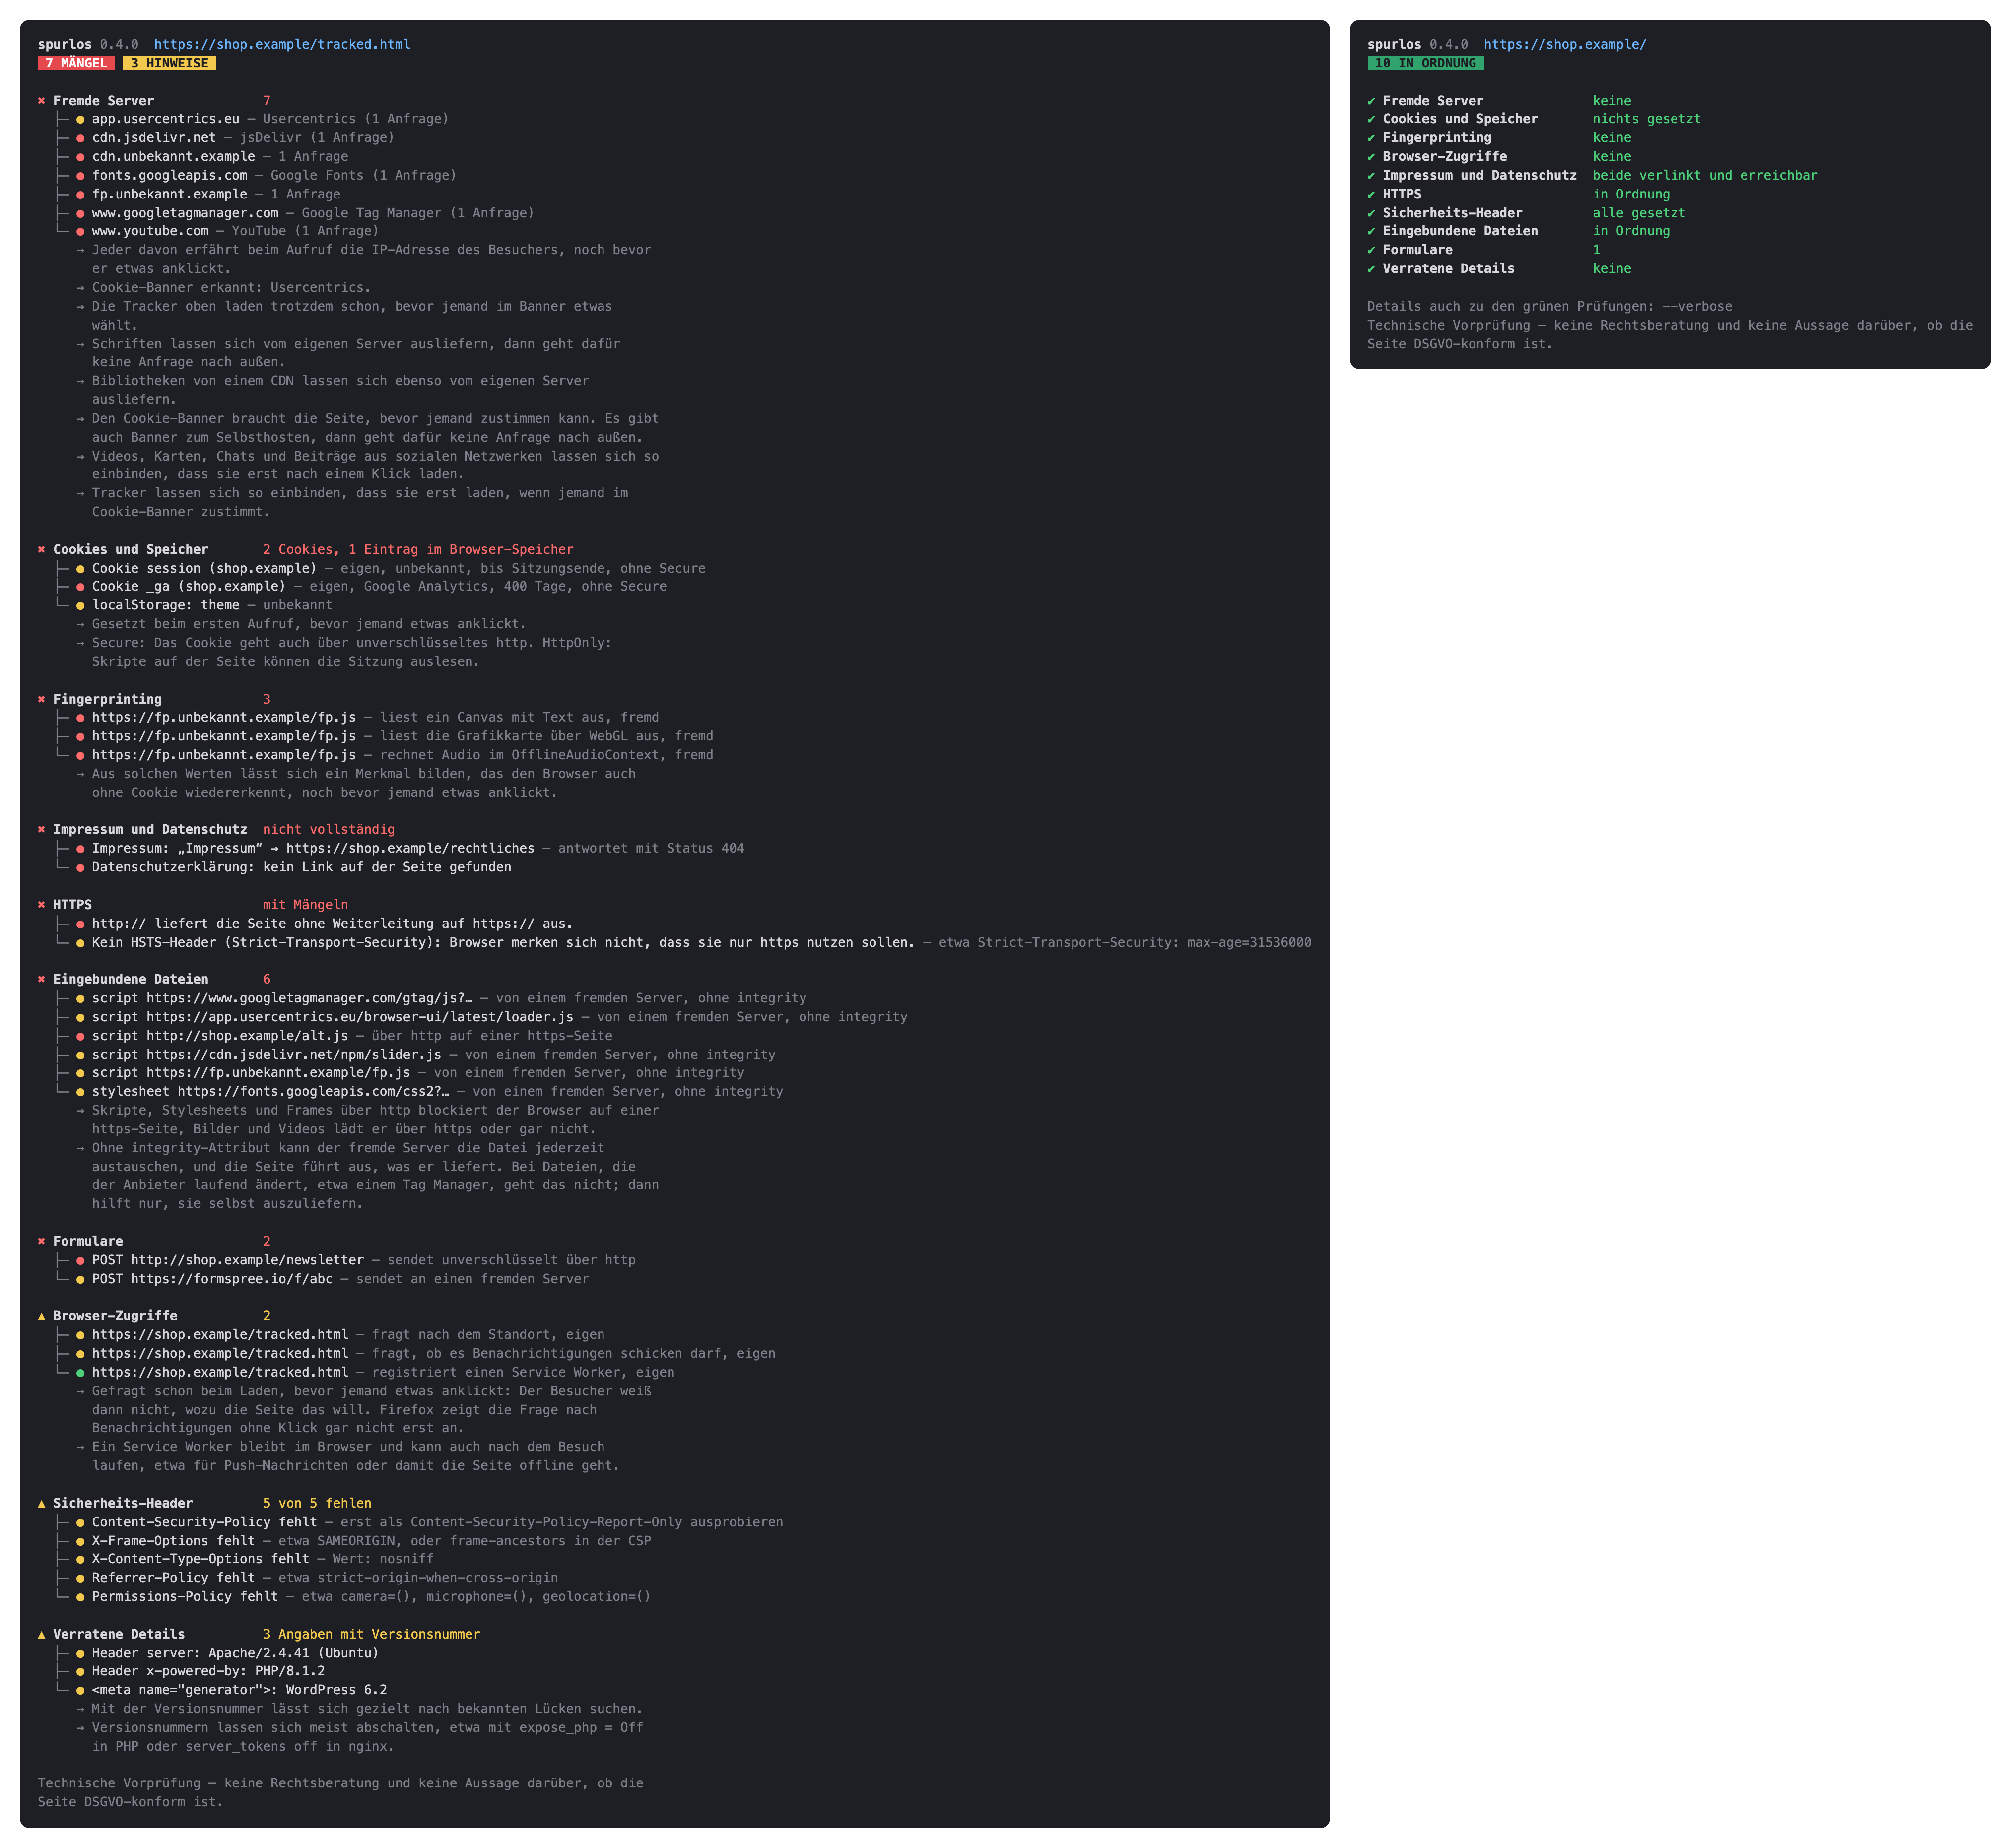 spurlos 0.4.0  https://shop.example/tracked.html
7 MÄNGEL  3 HINWEISE

✖ Fremde Server  7
├─ ● app.usercentrics.eu — Usercentrics (1 Anfrage)
├─ ● cdn.jsdelivr.net — jsDelivr (1 Anfrage)
├─ ● cdn.unbekannt.example — 1 Anfrage
├─ ● fonts.googleapis.com — Google Fonts (1 Anfrage)
├─ ● fp.unbekannt.example — 1 Anfrage
├─ ● www.googletagmanager.com — Google Tag Manager (1 Anfrage)
└─ ● www.youtube.com — YouTube (1 Anfrage)
→ Jeder davon erfährt beim Aufruf die IP-Adresse des Besuchers, noch bevor
er etwas anklickt.
→ Cookie-Banner erkannt: Usercentrics.
→ Die Tracker oben laden trotzdem schon, bevor jemand im Banner etwas
wählt.
→ Schriften lassen sich vom eigenen Server ausliefern, dann geht dafür
keine Anfrage nach außen.
→ Bibliotheken von einem CDN lassen sich ebenso vom eigenen Server
ausliefern.
→ Den Cookie-Banner braucht die Seite, bevor jemand zustimmen kann. Es gibt
auch Banner zum Selbsthosten, dann geht dafür keine Anfrage nach außen.
→ Videos, Karten, Chats und Beiträge aus sozialen Netzwerken lassen sich so
einbinden, dass sie erst nach einem Klick laden.
→ Tracker lassen sich so einbinden, dass sie erst laden, wenn jemand im
Cookie-Banner zustimmt.

✖ Cookies und Speicher  2 Cookies, 1 Eintrag im Browser-Speicher
├─ ● Cookie session (shop.example) — eigen, unbekannt, bis Sitzungsende, ohne Secure
├─ ● Cookie _ga (shop.example) — eigen, Google Analytics, 400 Tage, ohne Secure
└─ ● localStorage: theme — unbekannt
→ Gesetzt beim ersten Aufruf, bevor jemand etwas anklickt.
→ Secure: Das Cookie geht auch über unverschlüsseltes http. HttpOnly:
Skripte auf der Seite können die Sitzung auslesen.

✖ Fingerprinting  3
├─ ● https://fp.unbekannt.example/fp.js — liest ein Canvas mit Text aus, fremd
├─ ● https://fp.unbekannt.example/fp.js — liest die Grafikkarte über WebGL aus, fremd
└─ ● https://fp.unbekannt.example/fp.js — rechnet Audio im OfflineAudioContext, fremd
→ Aus solchen Werten lässt sich ein Merkmal bilden, das den Browser auch
ohne Cookie wiedererkennt, noch bevor jemand etwas anklickt.

✖ Impressum und Datenschutz  nicht vollständig
├─ ● Impressum: „Impressum“ → https://shop.example/rechtliches — antwortet mit Status 404
└─ ● Datenschutzerklärung: kein Link auf der Seite gefunden

✖ HTTPS  mit Mängeln
├─ ● http:// liefert die Seite ohne Weiterleitung auf https:// aus.
└─ ● Kein HSTS-Header (Strict-Transport-Security): Browser merken sich nicht, dass sie nur https nutzen sollen. — etwa Strict-Transport-Security: max-age=31536000

✖ Eingebundene Dateien  6
├─ ● script https://www.googletagmanager.com/gtag/js?… — von einem fremden Server, ohne integrity
├─ ● script https://app.usercentrics.eu/browser-ui/latest/loader.js — von einem fremden Server, ohne integrity
├─ ● script http://shop.example/alt.js — über http auf einer https-Seite
├─ ● script https://cdn.jsdelivr.net/npm/slider.js — von einem fremden Server, ohne integrity
├─ ● script https://fp.unbekannt.example/fp.js — von einem fremden Server, ohne integrity
└─ ● stylesheet https://fonts.googleapis.com/css2?… — von einem fremden Server, ohne integrity
→ Skripte, Stylesheets und Frames über http blockiert der Browser auf einer
https-Seite, Bilder und Videos lädt er über https oder gar nicht.
→ Ohne integrity-Attribut kann der fremde Server die Datei jederzeit
austauschen, und die Seite führt aus, was er liefert. Bei Dateien, die
der Anbieter laufend ändert, etwa einem Tag Manager, geht das nicht; dann
hilft nur, sie selbst auszuliefern.

✖ Formulare  2
├─ ● POST http://shop.example/newsletter — sendet unverschlüsselt über http
└─ ● POST https://formspree.io/f/abc — sendet an einen fremden Server

▲ Browser-Zugriffe  2
├─ ● https://shop.example/tracked.html — fragt nach dem Standort, eigen
├─ ● https://shop.example/tracked.html — fragt, ob es Benachrichtigungen schicken darf, eigen
└─ ● https://shop.example/tracked.html — registriert einen Service Worker, eigen
→ Gefragt schon beim Laden, bevor jemand etwas anklickt: Der Besucher weiß
dann nicht, wozu die Seite das will. Firefox zeigt die Frage nach
Benachrichtigungen ohne Klick gar nicht erst an.
→ Ein Service Worker bleibt im Browser und kann auch nach dem Besuch
laufen, etwa für Push-Nachrichten oder damit die Seite offline geht.

▲ Sicherheits-Header  5 von 5 fehlen
├─ ● Content-Security-Policy fehlt — erst als Content-Security-Policy-Report-Only ausprobieren
├─ ● X-Frame-Options fehlt — etwa SAMEORIGIN, oder frame-ancestors in der CSP
├─ ● X-Content-Type-Options fehlt — Wert: nosniff
├─ ● Referrer-Policy fehlt — etwa strict-origin-when-cross-origin
└─ ● Permissions-Policy fehlt — etwa camera=(), microphone=(), geolocation=()

▲ Verratene Details  3 Angaben mit Versionsnummer
├─ ● Header server: Apache/2.4.41 (Ubuntu)
├─ ● Header x-powered-by: PHP/8.1.2
└─ ● <meta name="generator">: WordPress 6.2
→ Mit der Versionsnummer lässt sich gezielt nach bekannten Lücken suchen.
→ Versionsnummern lassen sich meist abschalten, etwa mit expose_php = Off
in PHP oder server_tokens off in nginx.

Technische Vorprüfung — keine Rechtsberatung und keine Aussage darüber, ob die
Seite DSGVO-konform ist.

spurlos 0.4.0  https://shop.example/
10 IN ORDNUNG

✔ Fremde Server  keine
✔ Cookies und Speicher  nichts gesetzt
✔ Fingerprinting  keine
✔ Browser-Zugriffe  keine
✔ Impressum und Datenschutz  beide verlinkt und erreichbar
✔ HTTPS  in Ordnung
✔ Sicherheits-Header  alle gesetzt
✔ Eingebundene Dateien  in Ordnung
✔ Formulare  1
✔ Verratene Details  keine

Details auch zu den grünen Prüfungen: --verbose
Technische Vorprüfung — keine Rechtsberatung und keine Aussage darüber, ob die
Seite DSGVO-konform ist.